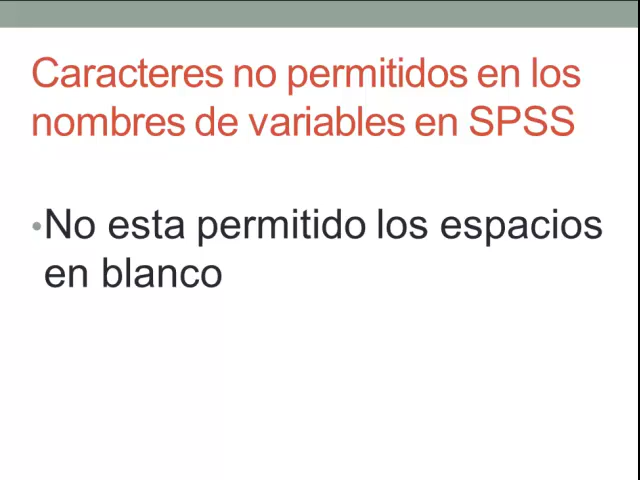 Caracteres no permitidos en los
nombres de variables en SPSS
•No esta permitido los espacios
en blanco